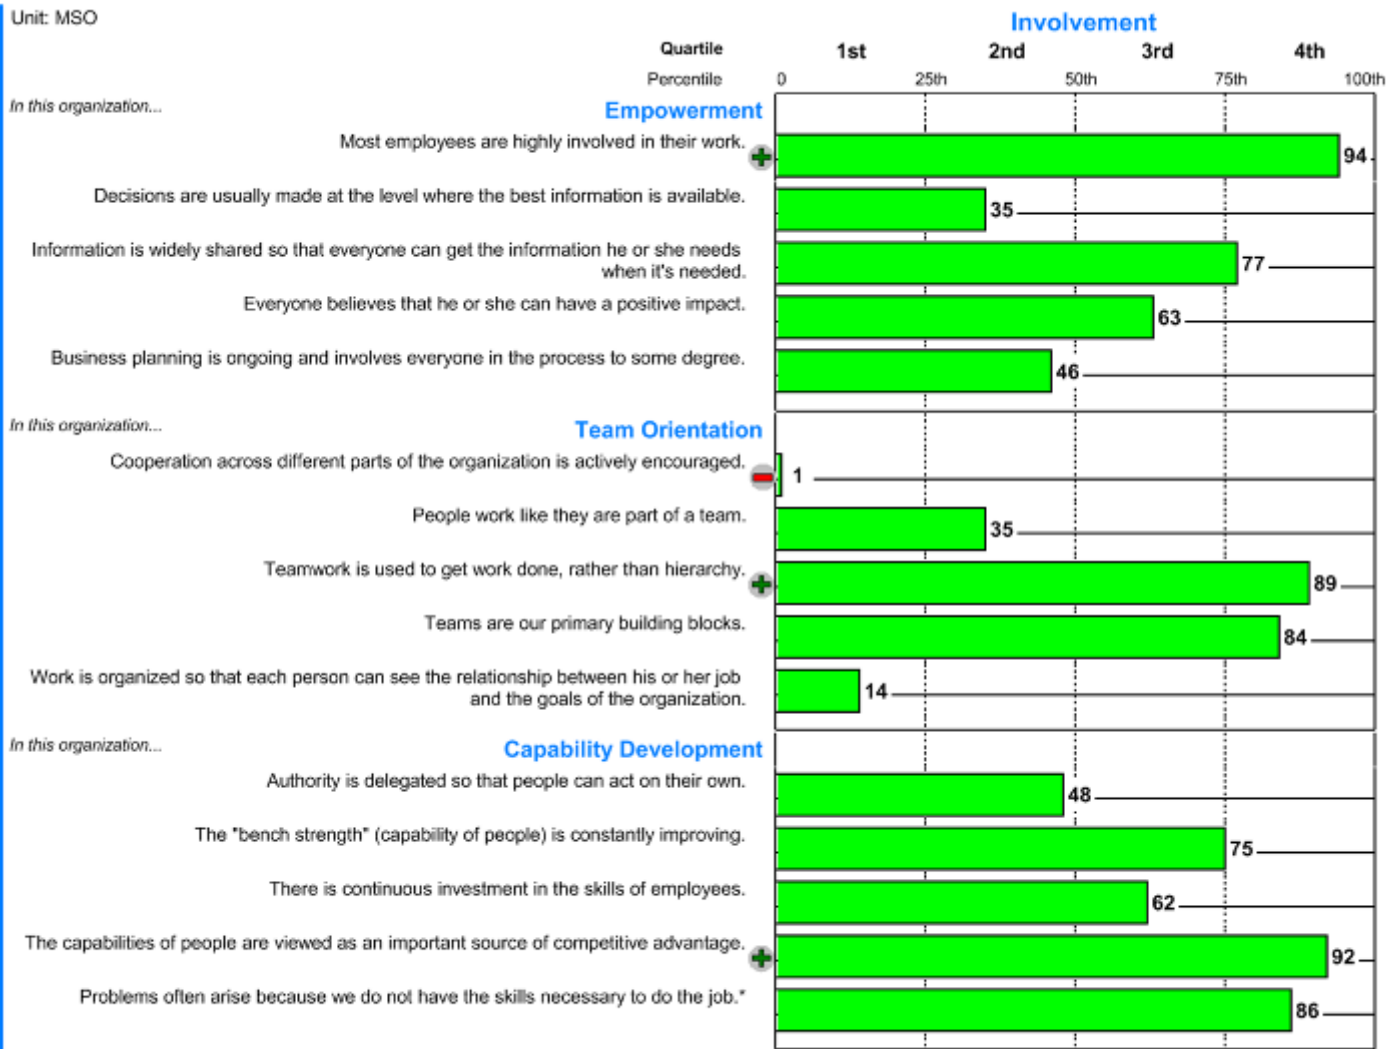 Unit: MSO
Involvement
Quartile 1st 2nd 3rd 4th
Percentile 0 25th 50th 75th 100th
In this organization...
Empowerment
Most employees are highly involved in their work. 94
Decisions are usually made at the level where the best information is available. 35
Information is widely shared so that everyone can get the information he or she needs
when it's needed. 77
Everyone believes that he or she can have a positive impact. 63
Business planning is ongoing and involves everyone in the process to some degree. 46
In this organization...
Team Orientation
Cooperation across different parts of the organization is actively encouraged. 1
People work like they are part of a team. 35
Teamwork is used to get work done, rather than hierarchy. 89
Teams are our primary building blocks. 84
Work is organized so that each person can see the relationship between his or her job
and the goals of the organization. 14
In this organization...
Capability Development
Authority is delegated so that people can act on their own. 48
The "bench strength" (capability of people) is constantly improving. 75
There is continuous investment in the skills of employees. 62
The capabilities of people are viewed as an important source of competitive advantage. 92
Problems often arise because we do not have the skills necessary to do the job.* 86